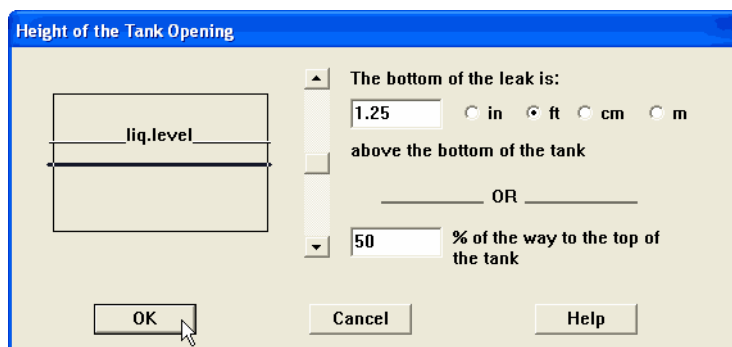 Height of the Tank Opening
liq.level
The bottom of the leak is:
1.25 in ft cm m
above the bottom of the tank
OR
50 % of the way to the top of
the tank
OK Cancel Help